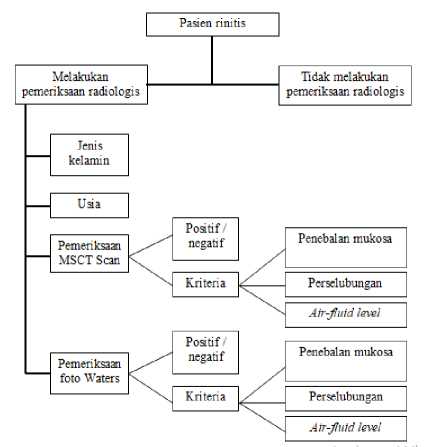 Pasien rinitis
Melakukan
pemeriksaan radiologis
Tidak melakukan
pemeriksaan radiologis
Jenis
kelamin
Usia
Pemeriksaan
MSCT Scan
Positif /
negatif
Kriteria
Penebalan mukosa
Perselubungan
Air-fluid level
Pemeriksaan
foto Waters
Positif /
negatif
Kriteria
Penebalan mukosa
Perselubungan
Air-fluid level